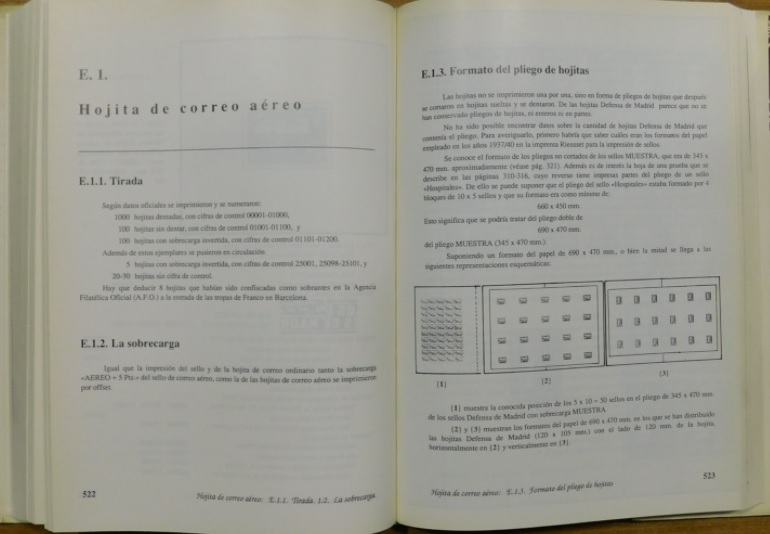 E. 1.
Hojita de correo aéreo
E.1.1. Tirada
Según datos oficiales se imprimieron y se numeraron:
1000 hojitas dentadas, con cifras de control 00001-01000,
100 hojitas sin dentar, con cifras de control 01001-01100, y
100 hojitas con sobrecarga invertida, con cifras de control 01101-01200.
Además de estos ejemplares se pusieron en circulación:
5 hojitas con sobrecarga invertida, con cifras de control 25001, 25098-25101, y
20-50 hojitas sin cifra de control.
Hay que deducir 8 hojitas que habían sido confiscadas como sobrantes en la Agencia
Filatélica Oficial (A.F.O.) a la entrada de las tropas de Franco en Barcelona.
E.1.2. La sobrecarga
Igual que la impresión del sello y de la hojita de correo ordinario tanto la sobrecarga
«AEREO + 5 Pts.» del sello de correo aéreo, como la de las hojitas de correo aéreo se imprimieron
por offset.
522
Hojita de correo aéreo: E.1.1. Tirada. 1.2. La sobrecarga.
E.1.3. Formato del pliego de hojitas
Las hojitas no se imprimieron una por una, sino en forma de pliegos de hojitas que después
se cortaron en hojitas sueltas y se dentaron. De las hojitas Defensa de Madrid parece que no se
han conservado pliegos de hojitas, ni enteros ni en partes.
No ha sido posible encontrar datos sobre la cantidad de hojitas Defensa de Madrid que
contenía el pliego. Para averiguarlo, primero habría que saber cuáles eran los formatos del papel
empleado en los años 1937/40 en la imprenta Rieusset para la impresión de sellos.
Se conoce el formato de los pliegos no cortados de los sellos MUESTRA, que era de 345 x
470 mm. aproximadamente (véase pág. 321). Además es de interés la hoja de una prueba que se
describe en las páginas 310-316, cuyo reverso tiene impresas partes del pliego de un sello
«Hospitales». De ello se puede suponer que el pliego del sello «Hospitales» estaba formado por 4
bloques de 10 x 5 sellos y que su formato era como mínimo de:
660 x 450 mm.
Esto significa que se podría tratar del pliego doble de
690 x 470 mm.
del pliego MUESTRA (345 x 470 mm.)
Suponiendo un formato del papel de 690 x 470 mm., o bien la mitad se llega a las
siguientes representaciones esquemáticas:
{1}
{2}
{3}
{1} muestra la conocida posición de los 5 x 10 = 50 sellos en el pliego de 345 x 470 mm
de los sellos Defensa de Madrid con sobrecarga MUESTRA
{2} y {3} muestran los formatos del papel de 690 x 470 mm. en los que se han distribuido
las hojitas Defensa de Madrid (120 x 105 mm.) con el lado de 120 mm. de la hojita,
horizontalmente en {2} y verticalmente en {3}.
523
Hojita de correo aéreo: E.1.3. Formato del pliego de hojitas